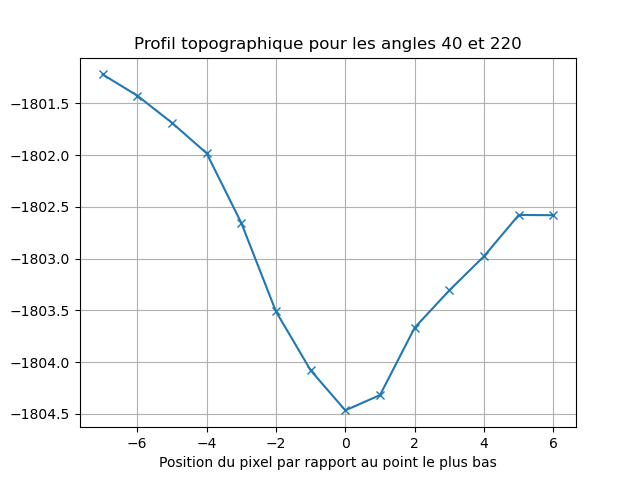 Profil topographique pour les angles 40 et 220
−1801.5
−1802.0
−1802.5
−1803.0
−1803.5
−1804.0
−1804.5
−6 −4 −2 0 2 4 6
Position du pixel par rapport au point le plus bas